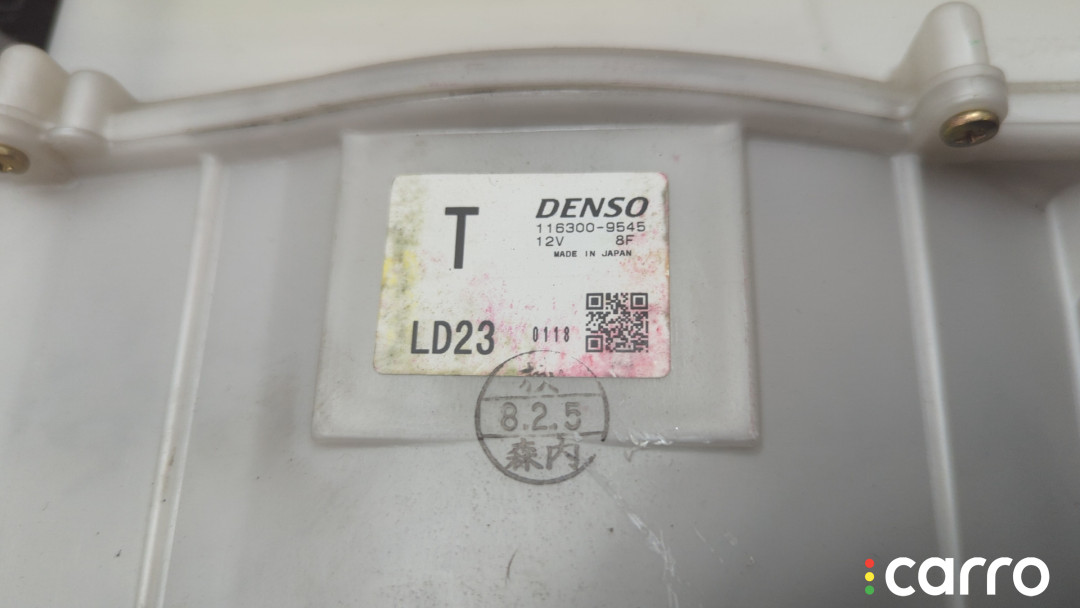 T
DENSO
116300-9545
12V 8F
MADE IN JAPAN
LD23 0118
8.2.5
森内
carro